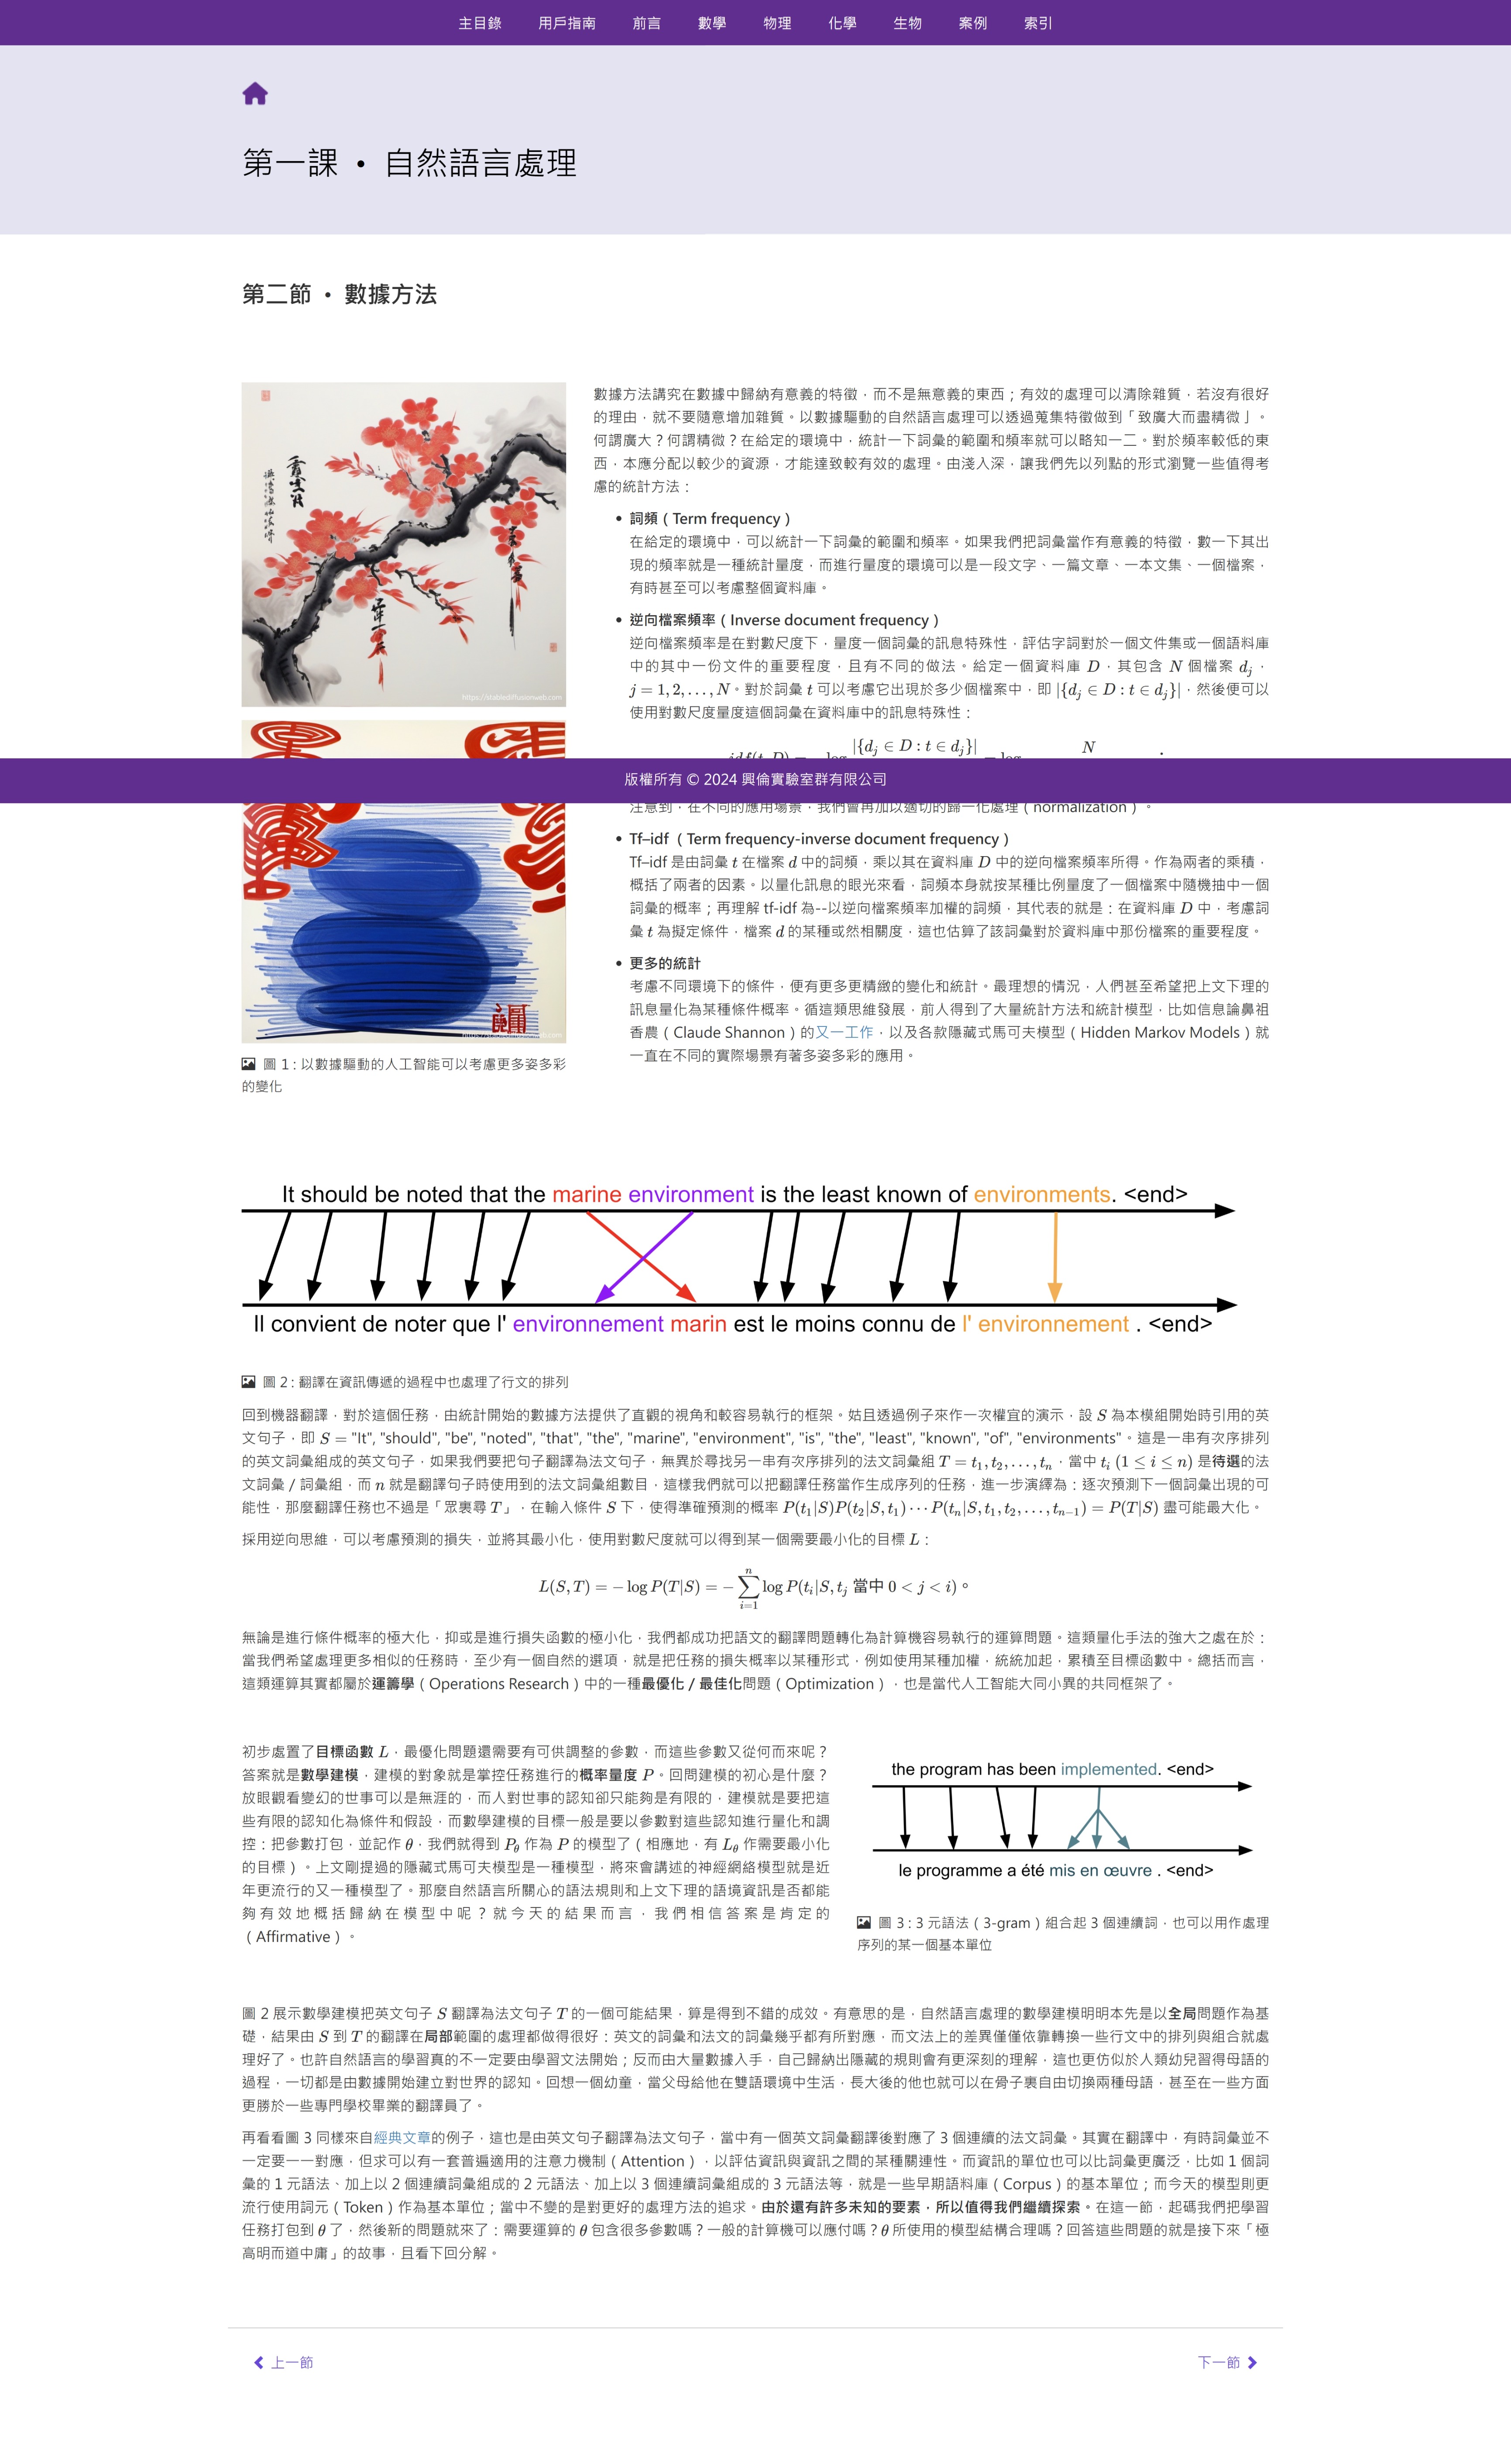 主目錄 用戶指南 前言 數學 物理 化學 生物 案例 索引
第一課 • 自然語言處理
第二節 • 數據方法
https://stablediffusionweb.com
圖 1 : 以數據驅動的人工智能可以考慮更多姿多彩
的變化
數據方法講究在數據中歸納有意義的特徵，而不是無意義的東西；有效的處理可以清除雜質，若沒有很好
的理由，就不要隨意增加雜質。以數據驅動的自然語言處理可以透過蒐集特徵做到「致廣大而盡精微」。
何謂廣大？何謂精微？在給定的環境中，統計一下詞彙的範圍和頻率就可以略知一二。對於頻率較低的東
西，本應分配以較少的資源，才能達致較有效的處理。由淺入深，讓我們先以列點的形式瀏覽一些值得考
慮的統計方法：
• 詞頻（Term frequency）
在給定的環境中，可以統計一下詞彙的範圍和頻率。如果我們把詞彙當作有意義的特徵，數一下其出
現的頻率就是一種統計量度，而進行量度的環境可以是一段文字、一篇文章、一本文集、一個檔案，
有時甚至可以考慮整個資料庫。
• 逆向檔案頻率（Inverse document frequency）
逆向檔案頻率是在對數尺度下，量度一個詞彙的訊息特殊性，評估字詞對於一個文件集或一個語料庫
中的其中一份文件的重要程度，且有不同的做法。給定一個資料庫 D，其包含 N 個檔案 d_j，
j = 1, 2, . . . , N。對於詞彙 t 可以考慮它出現於多少個檔案中，即 |{d_j ∈ D : t ∈ d_j}|，然後便可以
使用對數尺度量度這個詞彙在資料庫中的訊息特殊性：
|{d_j ∈ D : t ∈ d_j}| N
版權所有 © 2024 興倫實驗室群有限公司
注意到，在不同的應用場景，我們會再加以適切的歸一化處理（normalization）。
• Tf–idf （Term frequency-inverse document frequency）
Tf–idf 是由詞彙 t 在檔案 d 中的詞頻，乘以其在資料庫 D 中的逆向檔案頻率所得。作為兩者的乘積，
概括了兩者的因素。以量化訊息的眼光來看，詞頻本身就按某種比例量度了一個檔案中隨機抽中一個
詞彙的概率；再理解 tf-idf 為--以逆向檔案頻率加權的詞頻，其代表的就是：在資料庫 D 中，考慮詞
彙 t 為擬定條件，檔案 d 的某種或然相關度，這也估算了該詞彙對於資料庫中那份檔案的重要程度。
• 更多的統計
考慮不同環境下的條件，便有更多更精緻的變化和統計。最理想的情況，人們甚至希望把上文下理的
訊息量化為某種條件概率。循這類思維發展，前人得到了大量統計方法和統計模型，比如信息論鼻祖
香農（Claude Shannon）的又一工作，以及各款隱藏式馬可夫模型（Hidden Markov Models）就
一直在不同的實際場景有著多姿多彩的應用。
It should be noted that the marine environment is the least known of environments. <end>
Il convient de noter que l' environnement marin est le moins connu de l' environnement . <end>
圖 2 : 翻譯在資訊傳遞的過程中也處理了行文的排列
回到機器翻譯，對於這個任務，由統計開始的數據方法提供了直觀的視角和較容易執行的框架。姑且透過例子來作一次權宜的演示，設 S 為本模組開始時引用的英
文句子，即 S = "It", "should", "be", "noted", "that", "the", "marine", "environment", "is", "the", "least", "known", "of", "environments"。這是一串有次序排列
的英文詞彙組成的英文句子，如果我們要把句子翻譯為法文句子，無異於尋找另一串有次序排列的法文詞彙組 T = t_1, t_2, . . . , t_n，當中 t_i (1 ≤ i ≤ n) 是待選的法
文詞彙 / 詞彙組，而 n 就是翻譯句子時使用到的法文詞彙組數目，這樣我們就可以把翻譯任務當作生成序列的任務，進一步演繹為：逐次預測下一個詞彙出現的可
能性，那麼翻譯任務也不過是「眾裏尋 T」，在輸入條件 S 下，使得準確預測的概率 P(t_1|S)P(t_2|S, t_1) · · · P(t_n|S, t_1, t_2, . . . , t_{n−1}) = P(T|S) 盡可能最大化。
採用逆向思維，可以考慮預測的損失，並將其最小化，使用對數尺度就可以得到某一個需要最小化的目標 L：
L(S, T) = − log P(T|S) = − ∑_{i=1}^{n} log P(t_i|S, t_j 當中 0 < j < i)。
無論是進行條件概率的極大化，抑或是進行損失函數的極小化，我們都成功把語文的翻譯問題轉化為計算機容易執行的運算問題。這類量化手法的強大之處在於：
當我們希望處理更多相似的任務時，至少有一個自然的選項，就是把任務的損失概率以某種形式，例如使用某種加權，統統加起，累積至目標函數中。總括而言，
這類運算其實都屬於運籌學（Operations Research）中的一種最優化 / 最佳化問題（Optimization），也是當代人工智能大同小異的共同框架了。
初步處置了目標函數 L，最優化問題還需要有可供調整的參數，而這些參數又從何而來呢？
答案就是數學建模，建模的對象就是掌控任務進行的概率量度 P。回問建模的初心是什麼？
放眼觀看變幻的世事可以是無涯的，而人對世事的認知卻只能夠是有限的，建模就是要把這
些有限的認知化為條件和假設，而數學建模的目標一般是要以參數對這些認知進行量化和調
控：把參數打包，並記作 θ，我們就得到 P_θ 作為 P 的模型了（相應地，有 L_θ 作需要最小化
的目標）。上文剛提過的隱藏式馬可夫模型是一種模型，將來會講述的神經網絡模型就是近
年更流行的又一種模型了。那麼自然語言所關心的語法規則和上文下理的語境資訊是否都能
夠有效地概括歸納在模型中呢？就今天的結果而言，我們相信答案是肯定的
（Affirmative）。
the program has been implemented. <end>
le programme a été mis en œuvre . <end>
圖 3 : 3 元語法（3-gram）組合起 3 個連續詞，也可以用作處理
序列的某一個基本單位
圖 2 展示數學建模把英文句子 S 翻譯為法文句子 T 的一個可能結果，算是得到不錯的成效。有意思的是，自然語言處理的數學建模明明本先是以全局問題作為基
礎，結果由 S 到 T 的翻譯在局部範圍的處理都做得很好：英文的詞彙和法文的詞彙幾乎都有所對應，而文法上的差異僅僅依靠轉換一些行文中的排列與組合就處
理好了。也許自然語言的學習真的不一定要由學習文法開始；反而由大量數據入手，自己歸納出隱藏的規則會有更深刻的理解，這也更仿似於人類幼兒習得母語的
過程，一切都是由數據開始建立對世界的認知。回想一個幼童，當父母給他在雙語環境中生活，長大後的他也就可以在骨子裏自由切換兩種母語，甚至在一些方面
更勝於一些專門學校畢業的翻譯員了。
再看看圖 3 同樣來自經典文章的例子，這也是由英文句子翻譯為法文句子，當中有一個英文詞彙翻譯後對應了 3 個連續的法文詞彙。其實在翻譯中，有時詞彙並不
一定要一一對應，但求可以有一套普遍適用的注意力機制（Attention），以評估資訊與資訊之間的某種關連性。而資訊的單位也可以比詞彙更廣泛，比如 1 個詞
彙的 1 元語法、加上以 2 個連續詞彙組成的 2 元語法、加上以 3 個連續詞彙組成的 3 元語法等，就是一些早期語料庫（Corpus）的基本單位；而今天的模型則更
流行使用詞元（Token）作為基本單位；當中不變的是對更好的處理方法的追求。由於還有許多未知的要素，所以值得我們繼續探索。在這一節，起碼我們把學習
任務打包到 θ 了，然後新的問題就來了：需要運算的 θ 包含很多參數嗎？一般的計算機可以應付嗎？θ 所使用的模型結構合理嗎？回答這些問題的就是接下來「極
高明而道中庸」的故事，且看下回分解。
上一節 下一節